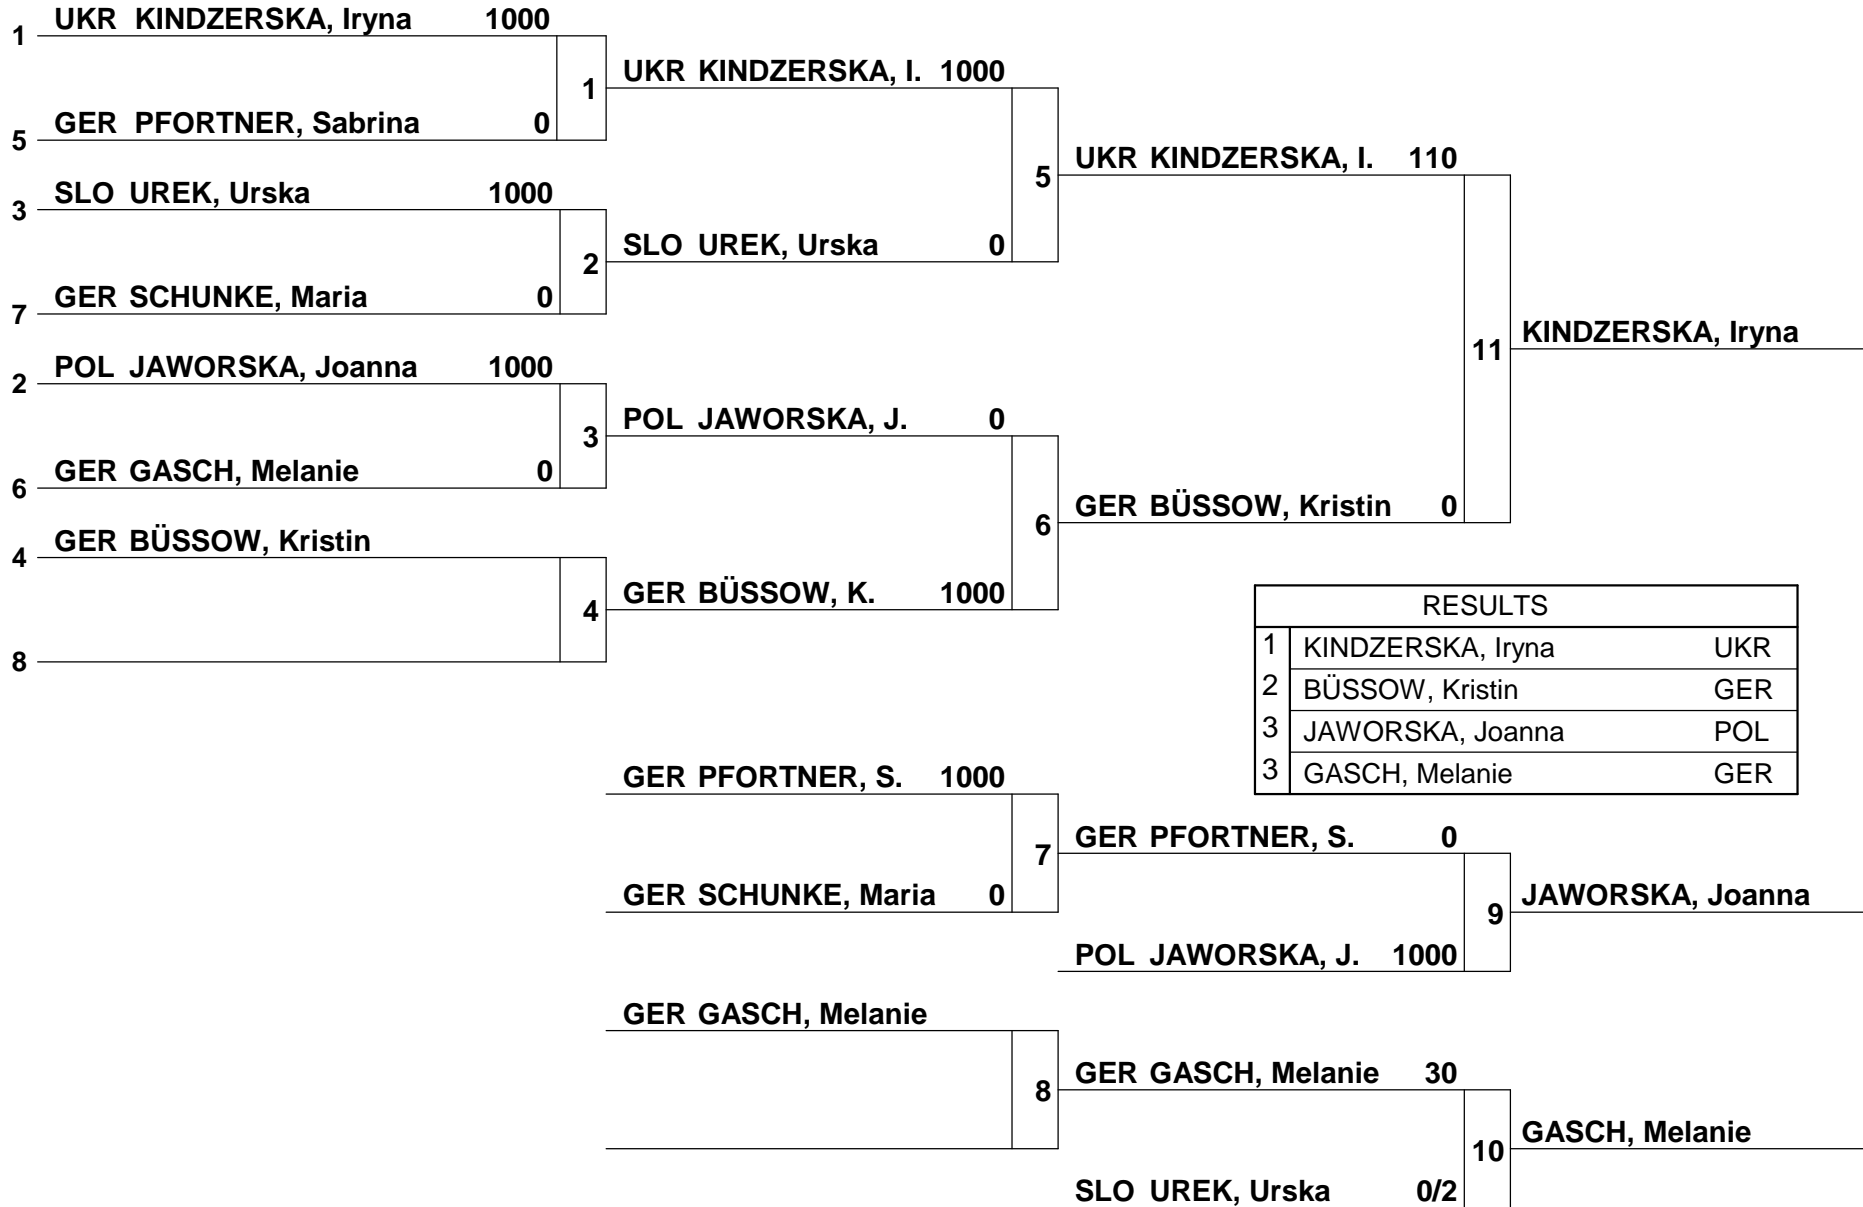 UKR KINDZERSKA, Iryna 1000
1
UKR KINDZERSKA, I. 1000
1
GER PFORTNER, Sabrina 0
5
UKR KINDZERSKA, I. 110
5
SLO UREK, Urska 1000
3
SLO UREK, Urska 0
2
GER SCHUNKE, Maria 0
7
KINDZERSKA, Iryna
11
POL JAWORSKA, Joanna 1000
2
POL JAWORSKA, J. 0
3
GER GASCH, Melanie 0
6
GER BÜSSOW, Kristin 0
6
GER BÜSSOW, Kristin
4
GER BÜSSOW, K. 1000
4
8
RESULTS
1 KINDZERSKA, Iryna UKR
2 BÜSSOW, Kristin GER
3 JAWORSKA, Joanna POL
3 GASCH, Melanie GER
GER PFORTNER, S. 1000
GER PFORTNER, S. 0
7
GER SCHUNKE, Maria 0
JAWORSKA, Joanna
9
POL JAWORSKA, J. 1000
GER GASCH, Melanie
GER GASCH, Melanie 30
8
GASCH, Melanie
10
SLO UREK, Urska 0/2